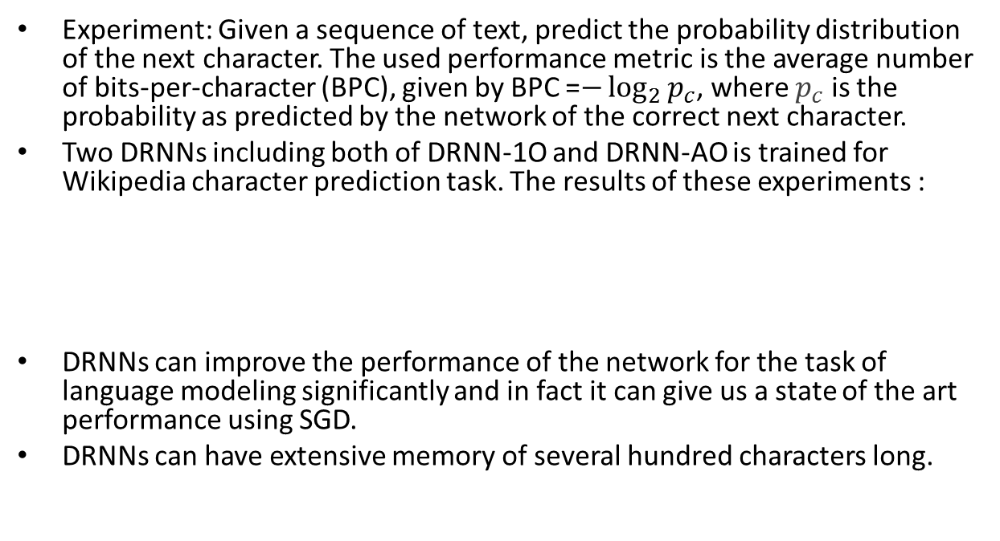 • Experiment: Given a sequence of text, predict the probability distribution
of the next character. The used performance metric is the average number
of bits-per-character (BPC), given by BPC =− log₂ p_c, where p_c is the
probability as predicted by the network of the correct next character.
• Two DRNNs including both of DRNN-1O and DRNN-AO is trained for
Wikipedia character prediction task. The results of these experiments :
• DRNNs can improve the performance of the network for the task of
language modeling significantly and in fact it can give us a state of the art
performance using SGD.
• DRNNs can have extensive memory of several hundred characters long.